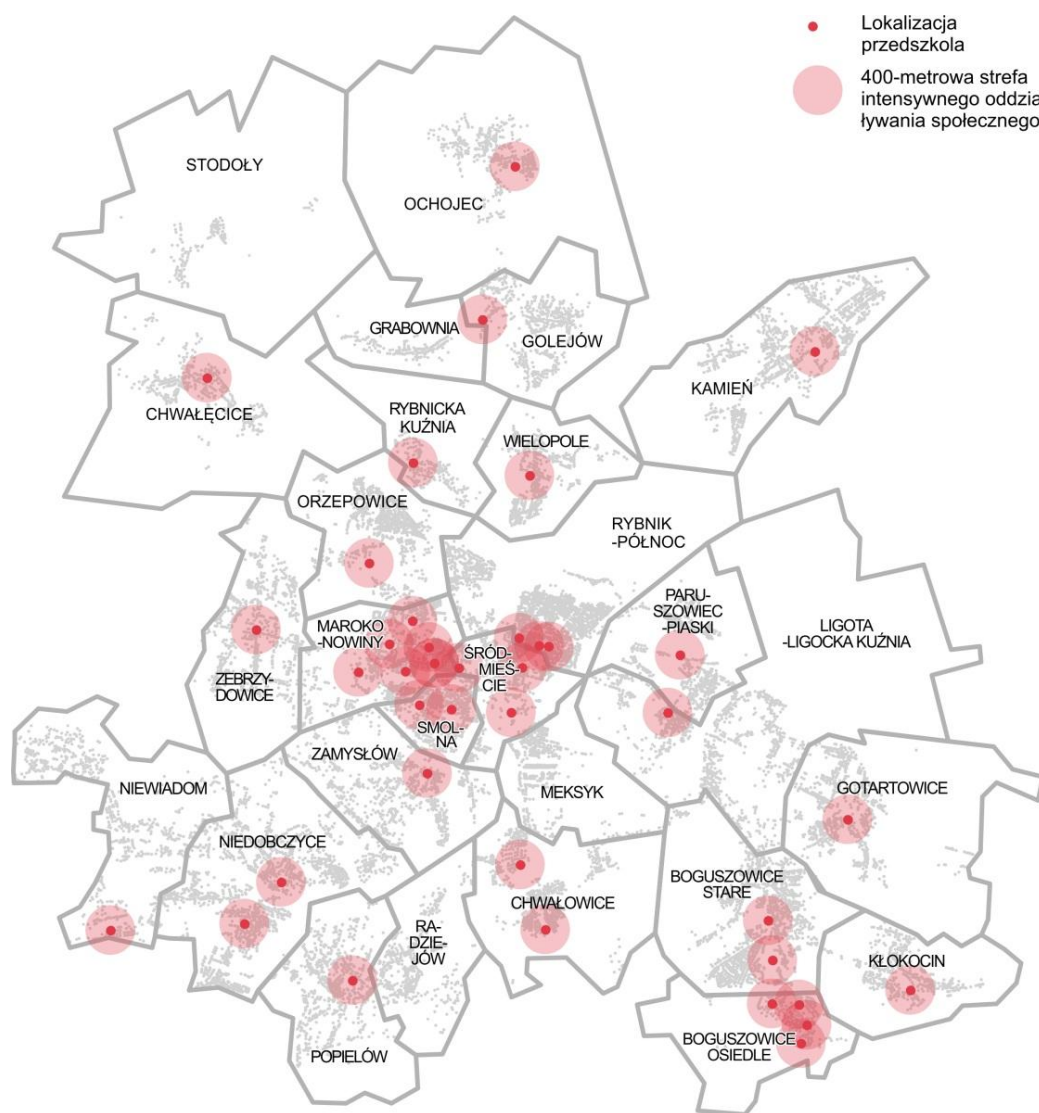 Lokalizacja
przedszkola
400-metrowa strefa
intensywnego oddzia
ływania społecznego
STODOŁY
OCHOJEC
GRABOWNIA
GOLEJÓW
KAMIEŃ
CHWAŁĘCICE
RYBNICKA
KUŹNIA
WIELOPOLE
ORZEPOWICE
RYBNIK
-PÓŁNOC
PARU-
SZOWIEC
-PIASKI
LIGOTA
-LIGOCKA KUŹNIA
MAROKO
-NOWINY
ŚRÓD-
MIEŚ-
CIE
ZEBRZY-
DOWICE
SMOL-
NA
ZAMYSŁÓW
MEKSYK
NIEWIADOM
GOTARTOWICE
NIEDOBCZYCE
BOGUSZOWICE
STARE
CHWAŁOWICE
RA-
DZIE-
JÓW
KŁOKOCIN
BOGUSZOWICE
OSIEDLE
POPIELÓW